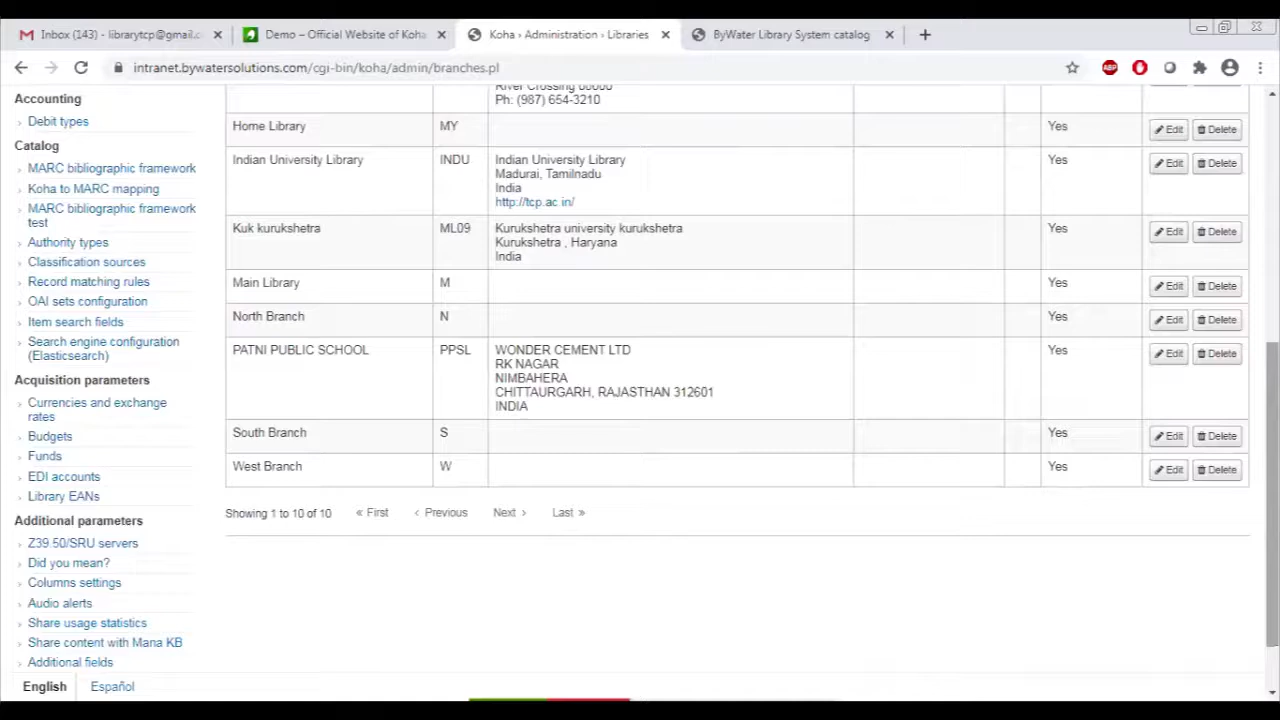 Inbox (143) - librarytcp@gmail.c
Demo – Official Website of Koha
Koha › Administration › Libraries
ByWater Library System catalog
intranet.bywatersolutions.com/cgi-bin/koha/admin/branches.pl
ABP
Accounting
Debit types
Catalog
MARC bibliographic framework
Koha to MARC mapping
MARC bibliographic framework
test
Authority types
Classification sources
Record matching rules
OAI sets configuration
Item search fields
Search engine configuration
(Elasticsearch)
Acquisition parameters
Currencies and exchange
rates
Budgets
Funds
EDI accounts
Library EANs
Additional parameters
Z39.50/SRU servers
Did you mean?
Columns settings
Audio alerts
Share usage statistics
Share content with Mana KB
Additional fields
English Español
River Crossing 00000
Ph: (987) 654-3210
Home Library MY Yes Edit Delete
Indian University Library INDU Indian University Library Yes Edit Delete
Madurai, Tamilnadu
India
http://tcp.ac.in/
Kuk kurukshetra ML09 Kurukshetra university kurukshetra Yes Edit Delete
Kurukshetra , Haryana
India
Main Library M Yes Edit Delete
North Branch N Yes Edit Delete
PATNI PUBLIC SCHOOL PPSL WONDER CEMENT LTD Yes Edit Delete
RK NAGAR
NIMBAHERA
CHITTAURGARH, RAJASTHAN 312601
INDIA
South Branch S Yes Edit Delete
West Branch W Yes Edit Delete
Showing 1 to 10 of 10 « First ‹ Previous Next › Last »